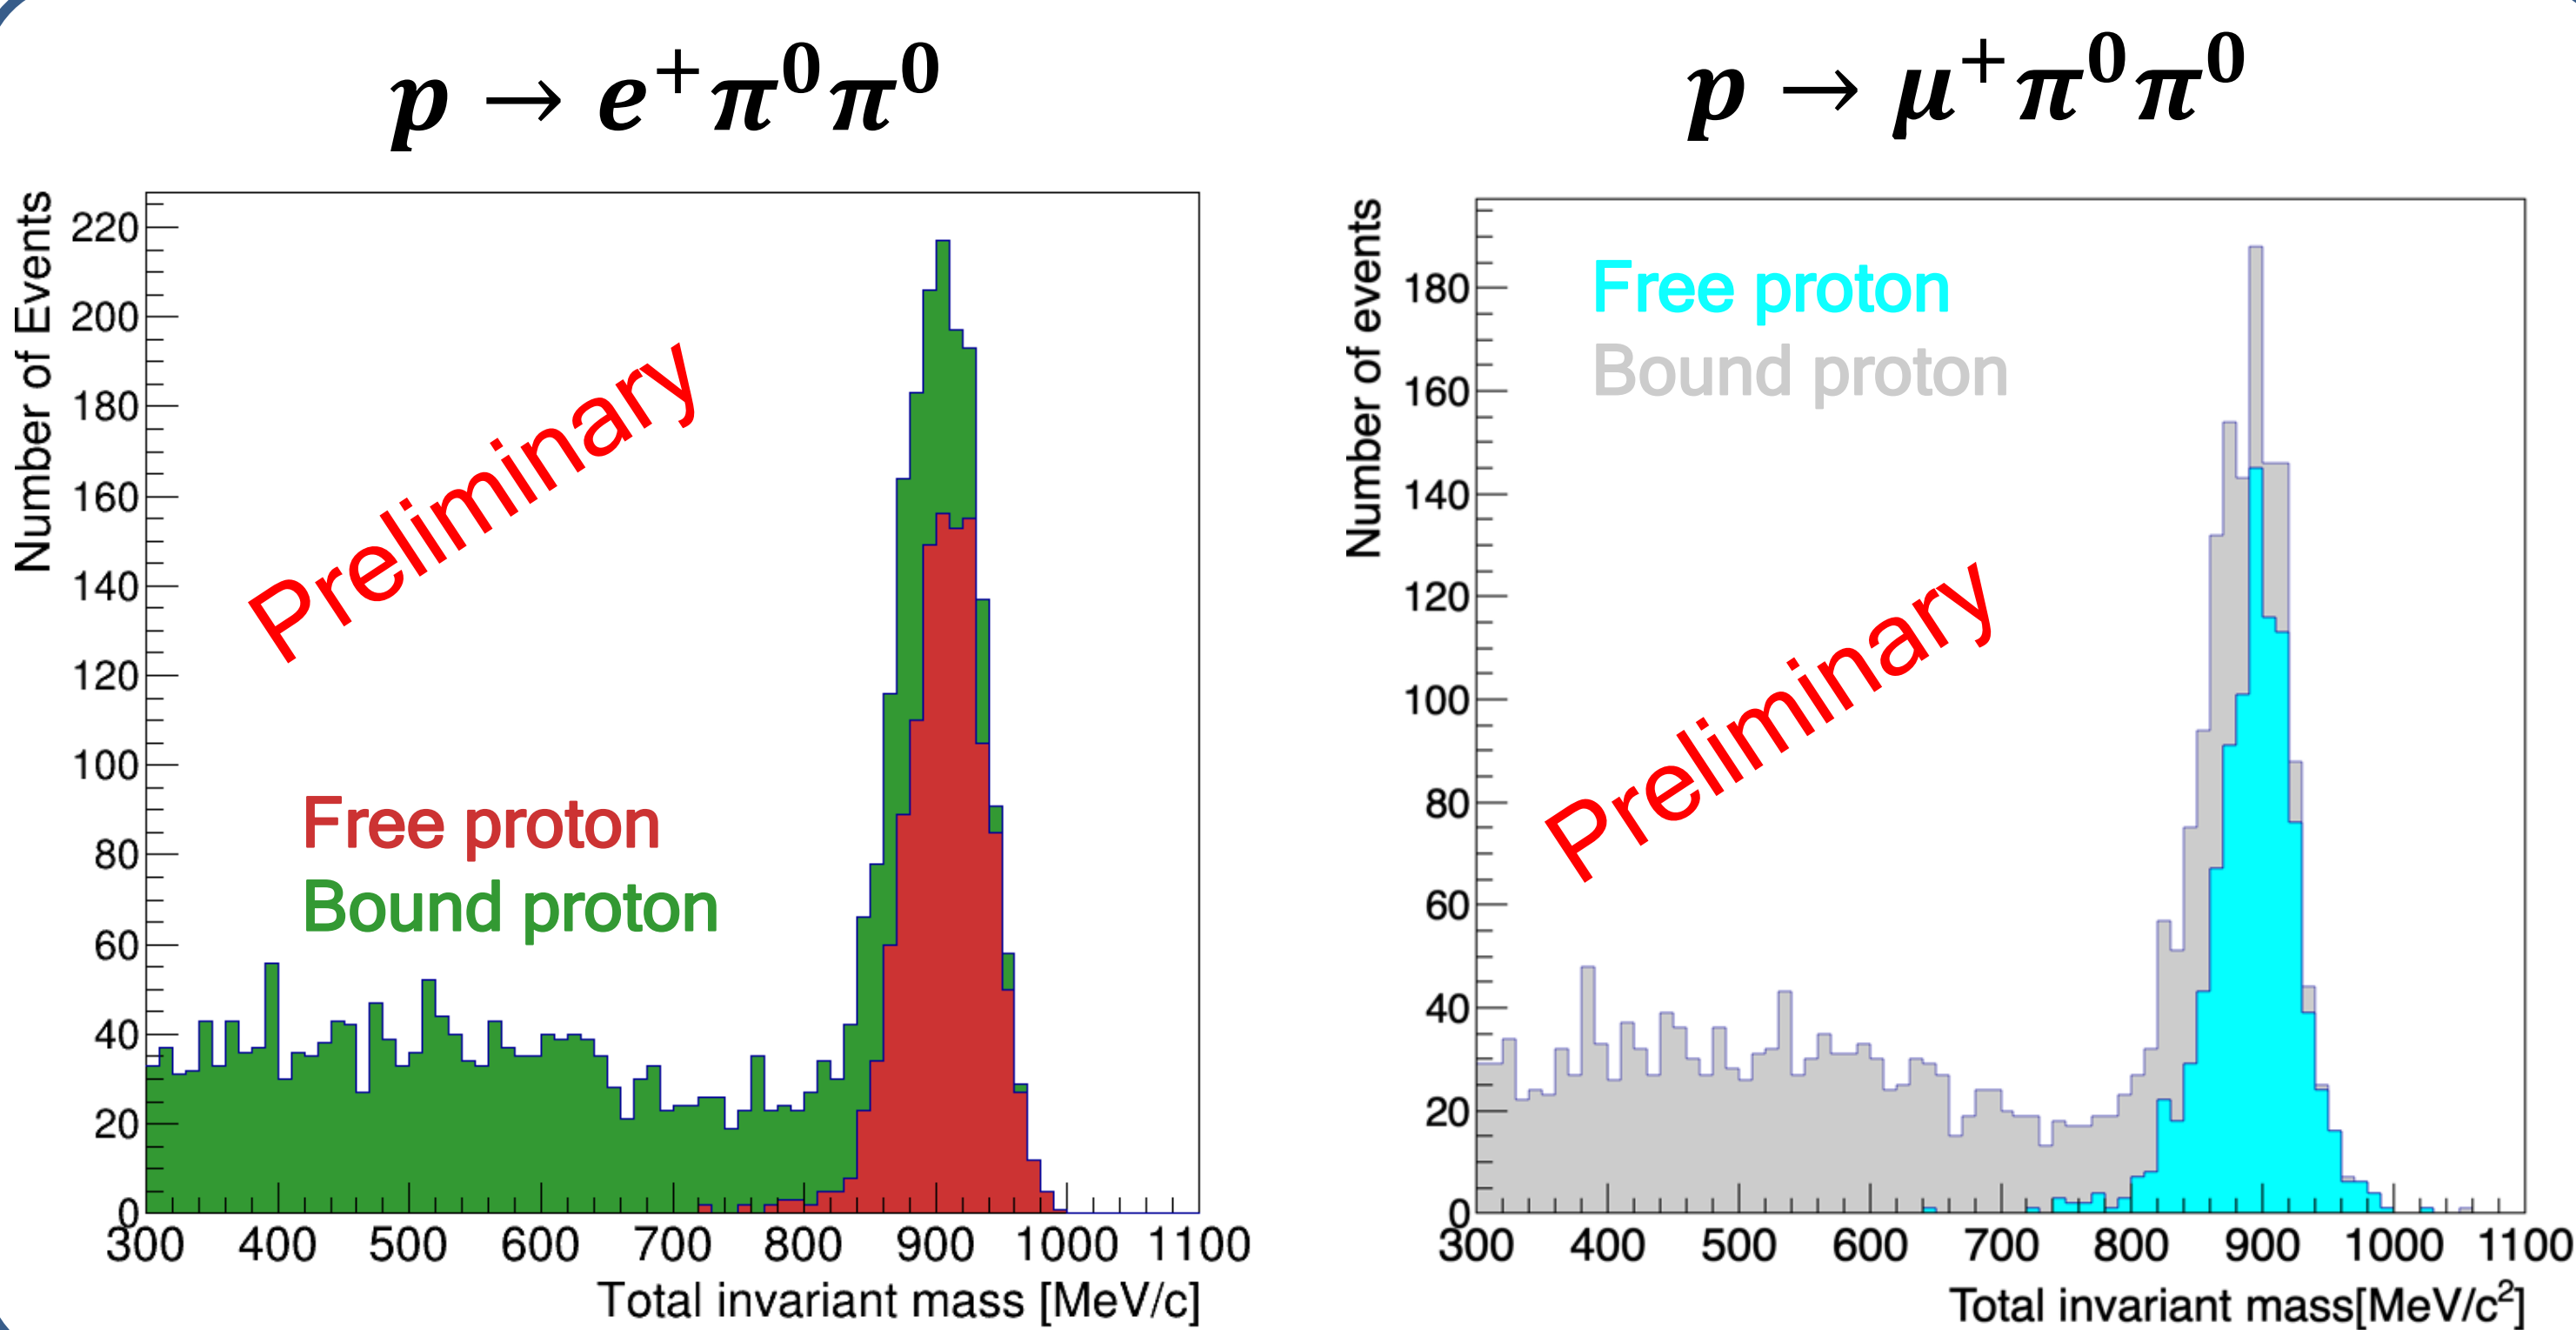 p → e⁺π⁰π⁰
Number of Events
220
200
180
160
140
120
100
80
60
40
20
0
Preliminary
Free proton
Bound proton
300 400 500 600 700 800 900 1000 1100
Total invariant mass [MeV/c]
p → μ⁺π⁰π⁰
Number of events
180
160
140
120
100
80
60
40
20
0
Free proton
Bound proton
Preliminary
300 400 500 600 700 800 900 1000 1100
Total invariant mass[MeV/c²]